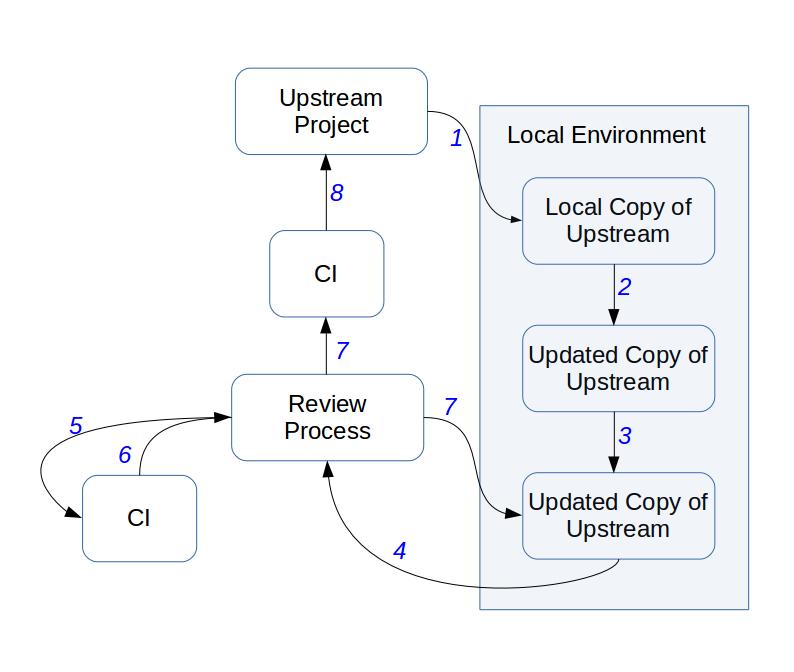 Upstream
Project
1
Local Environment
Local Copy of
Upstream
8
CI
2
7
Updated Copy of
Upstream
Review
Process
7
3
5
6
CI
Updated Copy of
Upstream
4